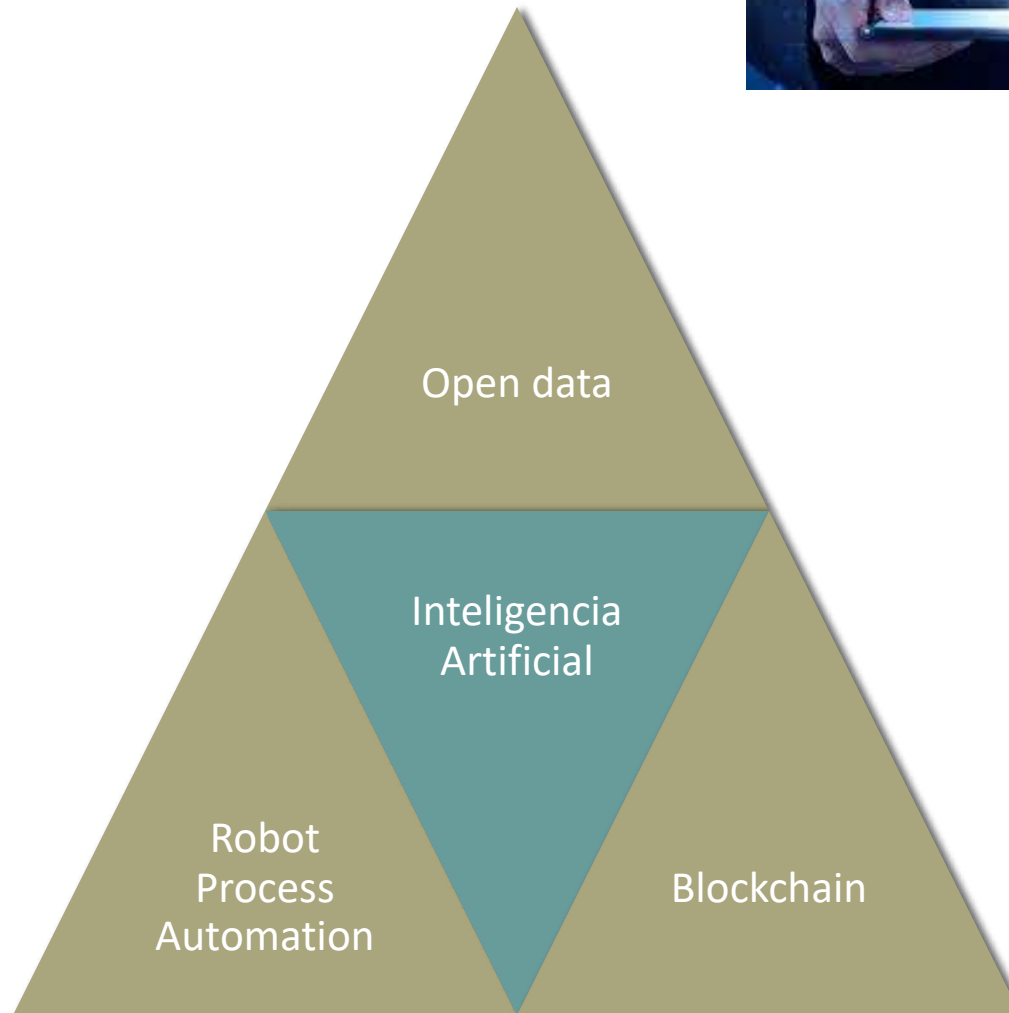 Open data
Inteligencia
Artificial
Robot
Process
Automation
Blockchain